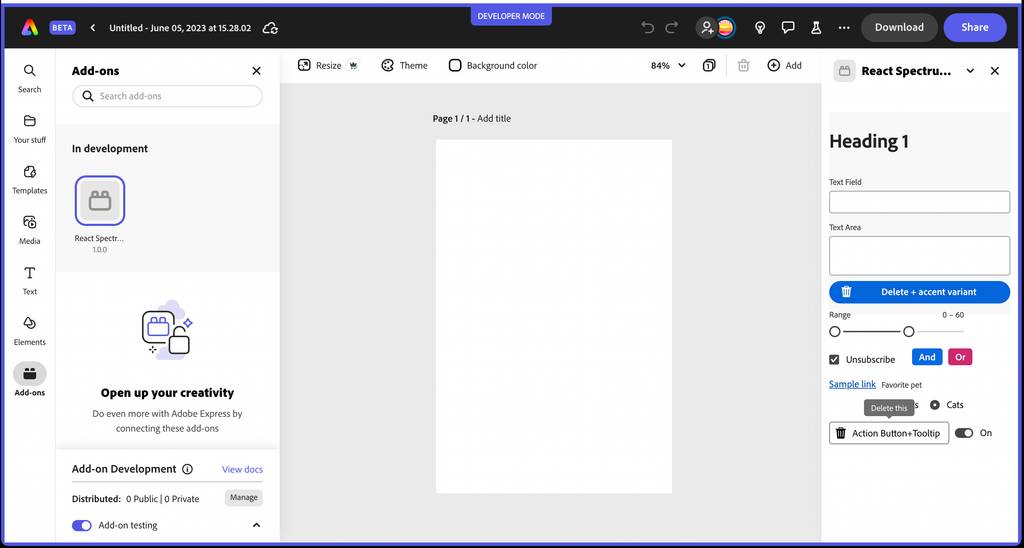 DEVELOPER MODE
BETA
Untitled - June 05, 2023 at 15.28.02
Download
Share
Search
Your stuff
Templates
Media
Text
Elements
Add-ons
Add-ons
Search add-ons
In development
React Spectr...
1.0.0
Open up your creativity
Do even more with Adobe Express by
connecting these add-ons
Add-on Development
View docs
Distributed: 0 Public | 0 Private
Manage
Add-on testing
Resize
Theme
Background color
84%
Add
Page 1 / 1 - Add title
React Spectru...
Heading 1
Text Field
Text Area
Delete + accent variant
Range
0 – 60
Unsubscribe
And
Or
Sample link
Favorite pet
Cats
Delete this
Action Button+Tooltip
On